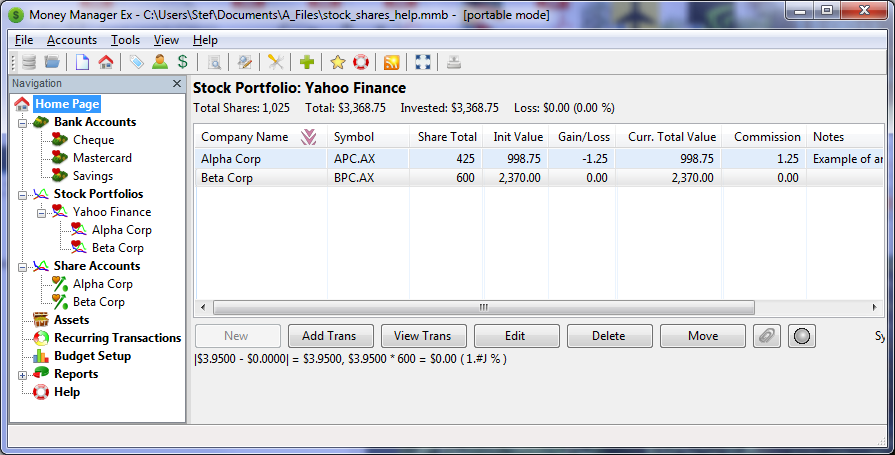 Money Manager Ex - C:\Users\Stef\Documents\A_Files\stock_shares_help.mmb - [portable mode]
File Accounts Tools View Help
Navigation
Home Page
Bank Accounts
Cheque
Mastercard
Savings
Stock Portfolios
Yahoo Finance
Alpha Corp
Beta Corp
Share Accounts
Alpha Corp
Beta Corp
Assets
Recurring Transactions
Budget Setup
Reports
Help
Stock Portfolio: Yahoo Finance
Total Shares: 1,025 Total: $3,368.75 Invested: $3,368.75 Loss: $0.00 (0.00 %)
Company Name Symbol Share Total Init Value Gain/Loss Curr. Total Value Commission Notes
Alpha Corp APC.AX 425 998.75 -1.25 998.75 1.25 Example of an
Beta Corp BPC.AX 600 2,370.00 0.00 2,370.00 0.00
New Add Trans View Trans Edit Delete Move Sy
|$3.9500 - $0.0000| = $3.9500, $3.9500 * 600 = $0.00 ( 1.#J % )